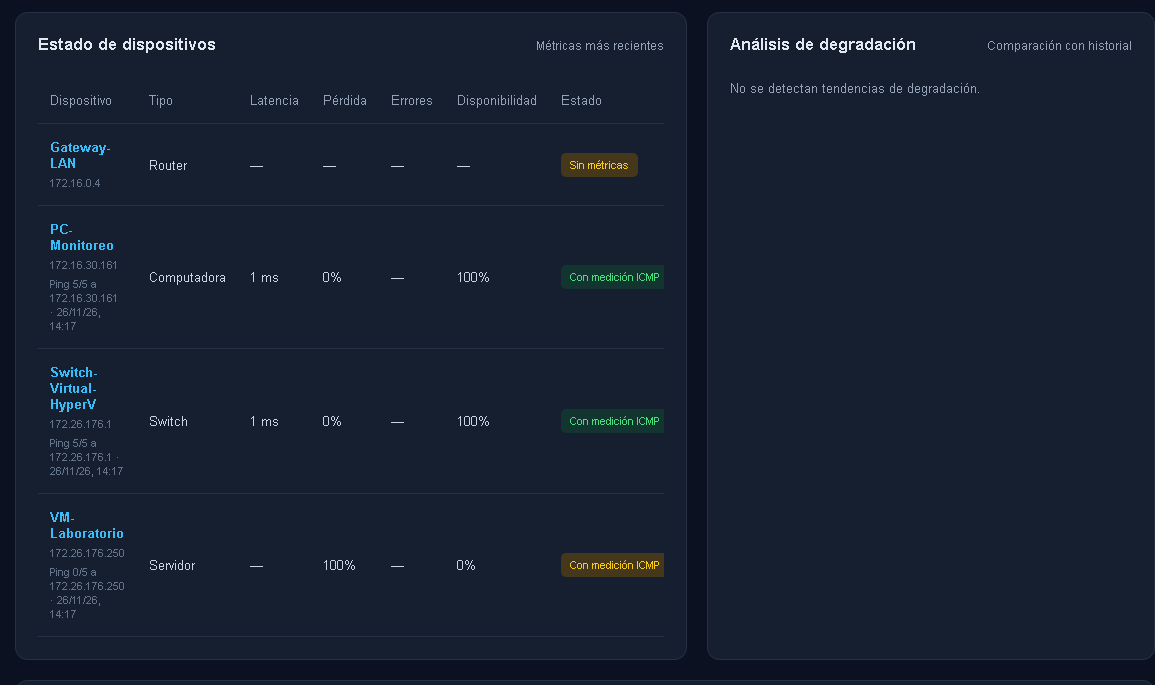 Estado de dispositivos
Métricas más recientes
Dispositivo Tipo Latencia Pérdida Errores Disponibilidad Estado
Gateway-
LAN
172.16.0.4
Router — — — — Sin métricas
PC-
Monitoreo
172.16.30.161
Ping 5/5 a
172.16.30.161
· 26/11/26,
14:17
Computadora 1 ms 0% — 100% Con medición ICMP
Switch-
Virtual-
HyperV
172.26.176.1
Ping 5/5 a
172.26.176.1 ·
26/11/26, 14:17
Switch 1 ms 0% — 100% Con medición ICMP
VM-
Laboratorio
172.26.176.250
Ping 0/5 a
172.26.176.250
· 26/11/26,
14:17
Servidor — 100% — 0% Con medición ICMP
Análisis de degradación
Comparación con historial
No se detectan tendencias de degradación.